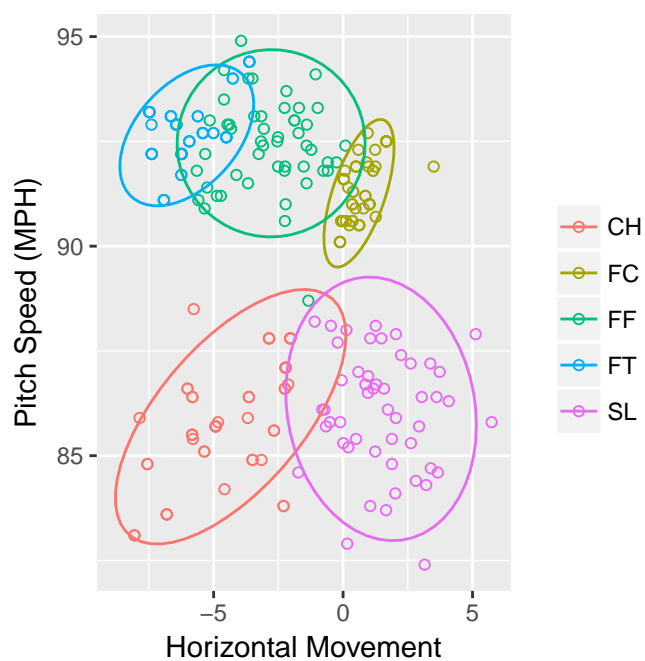 95
90
85
Pitch Speed (MPH)
−5 0 5
Horizontal Movement
CH
FC
FF
FT
SL